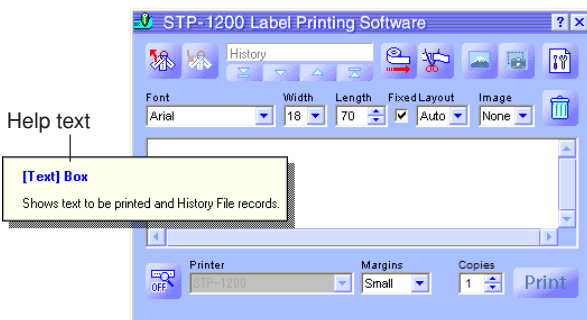 STP-1200 Label Printing Software ? ×
History
Font Width Length Fixed Layout Image
Arial 18 70 Auto None
Help text
[Text] Box
Shows text to be printed and History File records.
Printer Margins Copies
OFF STP-1200 Small 1 Print